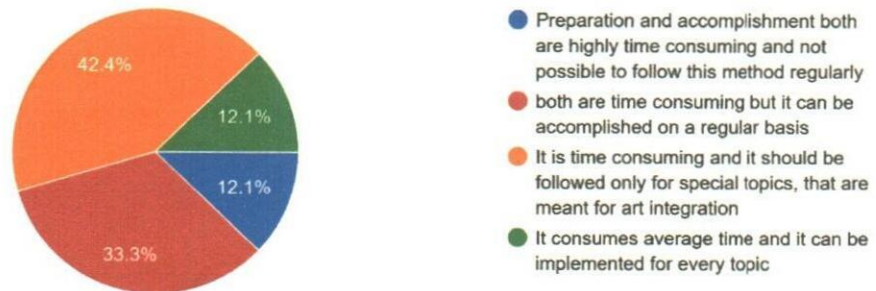 42.4%
12.1%
12.1%
33.3%
Preparation and accomplishment both
are highly time consuming and not
possible to follow this method regularly
both are time consuming but it can be
accomplished on a regular basis
It is time consuming and it should be
followed only for special topics, that are
meant for art integration
It consumes average time and it can be
implemented for every topic